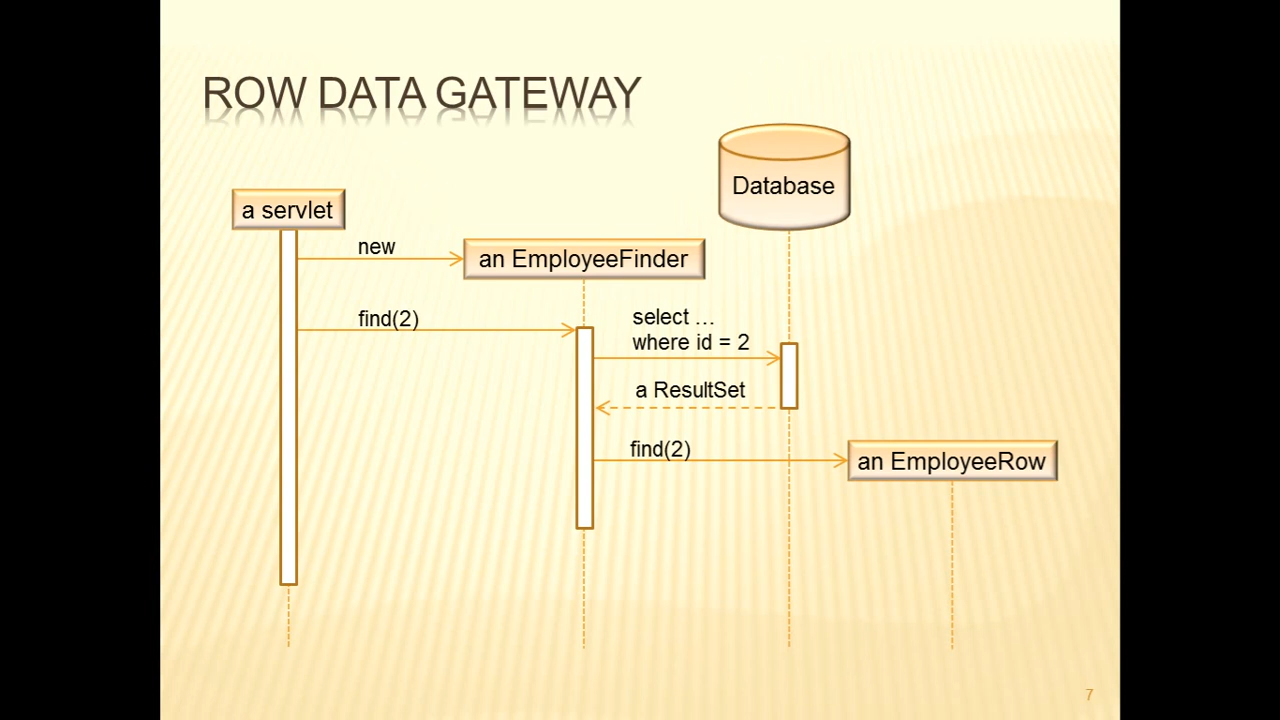 ROW DATA GATEWAY
Database
a servlet
new
an EmployeeFinder
find(2)
select …
where id = 2
a ResultSet
find(2)
an EmployeeRow
7